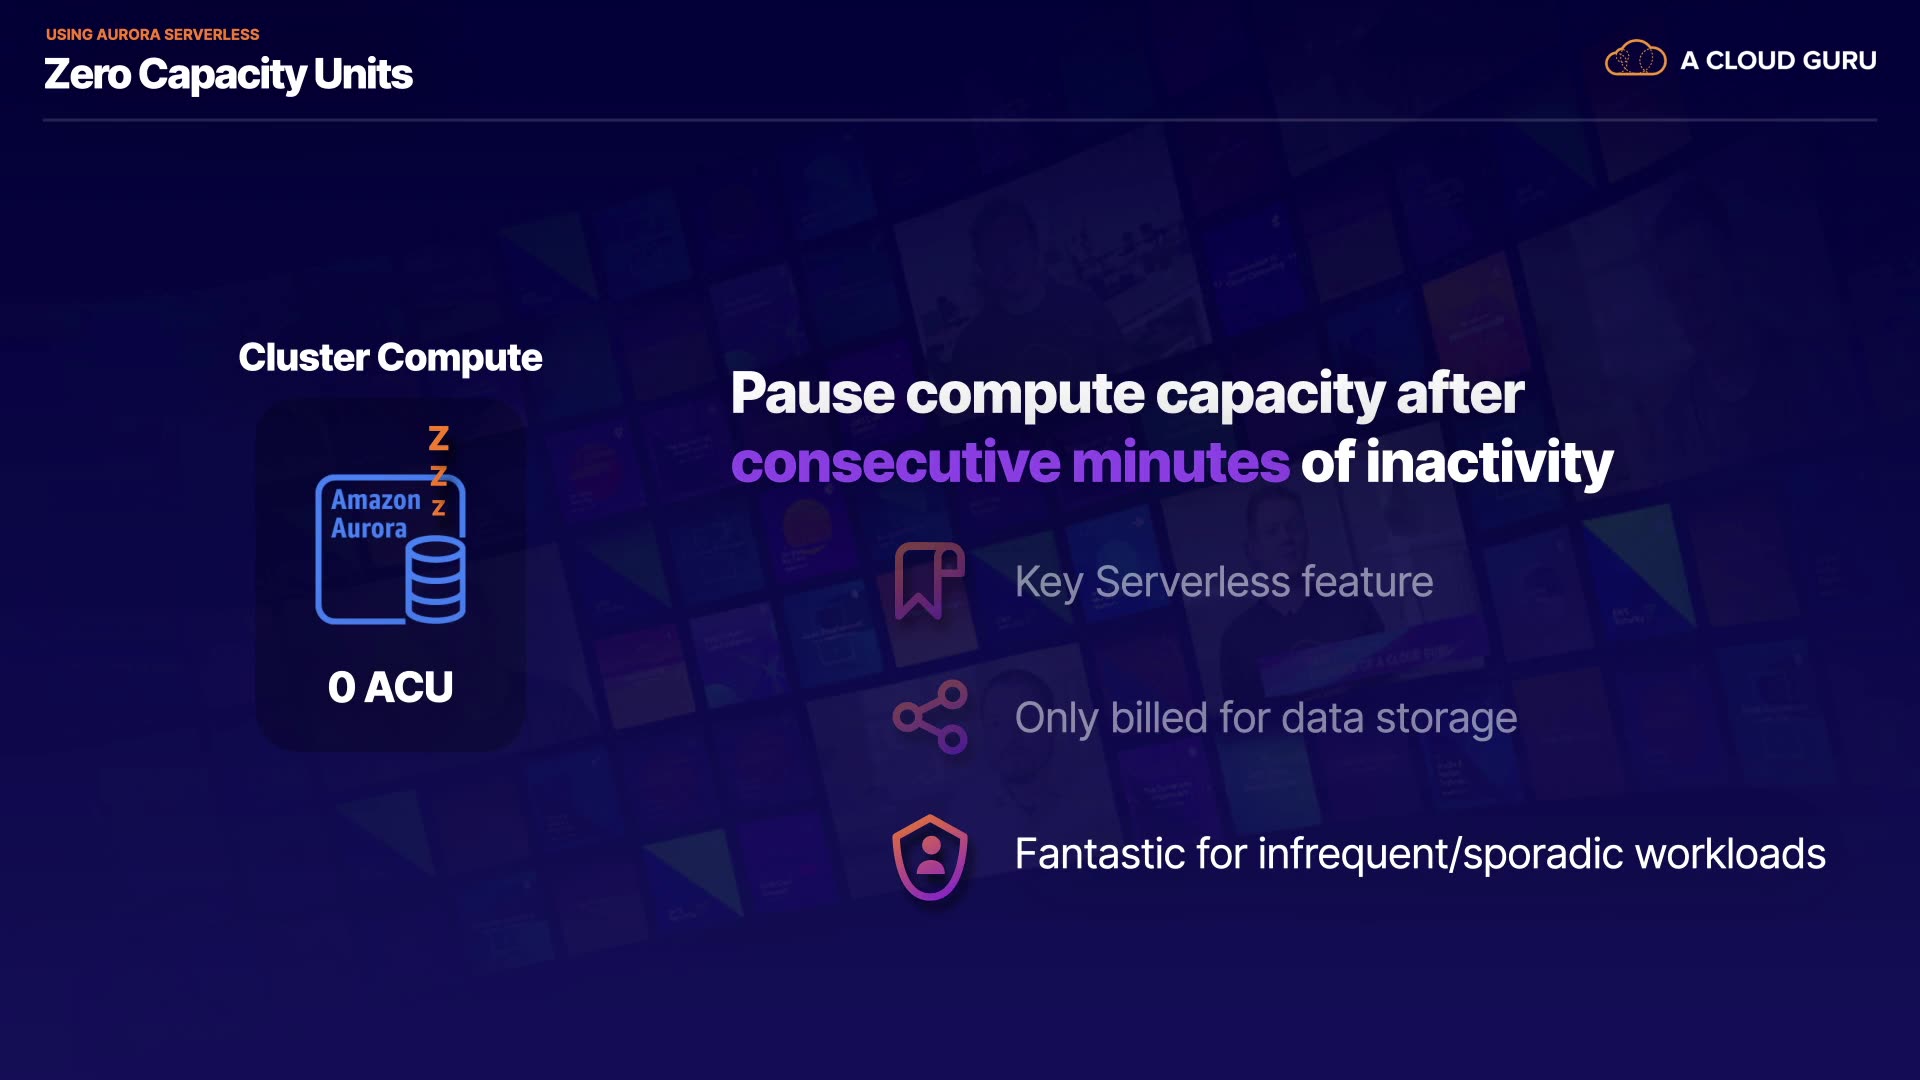 USING AURORA SERVERLESS
Zero Capacity Units
A CLOUD GURU
Cluster Compute
z
z
z
Amazon
Aurora
0 ACU
Pause compute capacity after
consecutive minutes of inactivity
Key Serverless feature
Only billed for data storage
Fantastic for infrequent/sporadic workloads